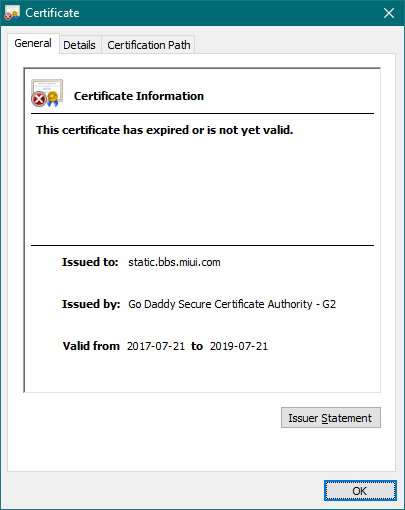 Certificate
General Details Certification Path
Certificate Information
This certificate has expired or is not yet valid.
Issued to: static.bbs.miui.com
Issued by: Go Daddy Secure Certificate Authority - G2
Valid from 2017-07-21 to 2019-07-21
Issuer Statement
OK